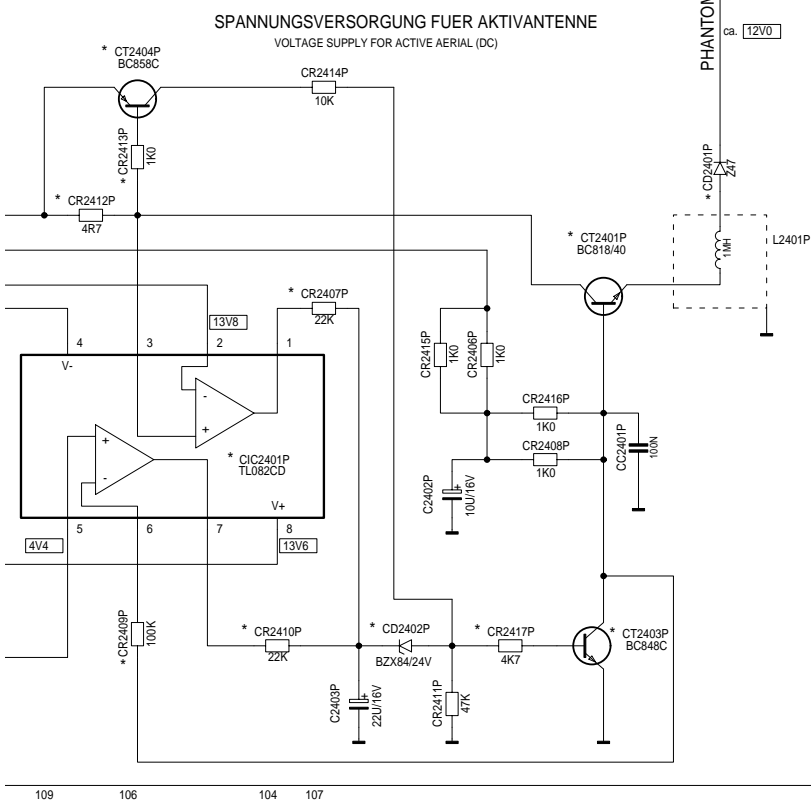 SPANNUNGSVERSORGUNG FUER AKTIVANTENNE
VOLTAGE SUPPLY FOR ACTIVE AERIAL (DC)
PHANTOM
ca. 12V0
* CT2404P
BC858C
CR2414P
10K
* CR2413P
1K0
* CD2401P
Z47
* CR2412P
4R7
* CT2401P
BC818/40
1MH
L2401P
* CR2407P
22K
13V8
4 3 2 1
V-
CR2415P
1K0
CR2406P
1K0
-
+
+
-
* CIC2401P
TL082CD
V+
CR2416P
1K0
CR2408P
1K0
CC2401P
100N
C2402P
+
10U/16V
5 6 7 8
4V4
13V6
* CR2409P
100K
* CR2410P
22K
* CD2402P
BZX84/24V
* CR2417P
4K7
* CT2403P
BC848C
C2403P
+
22U/16V
CR2411P
47K
109 106 104 107